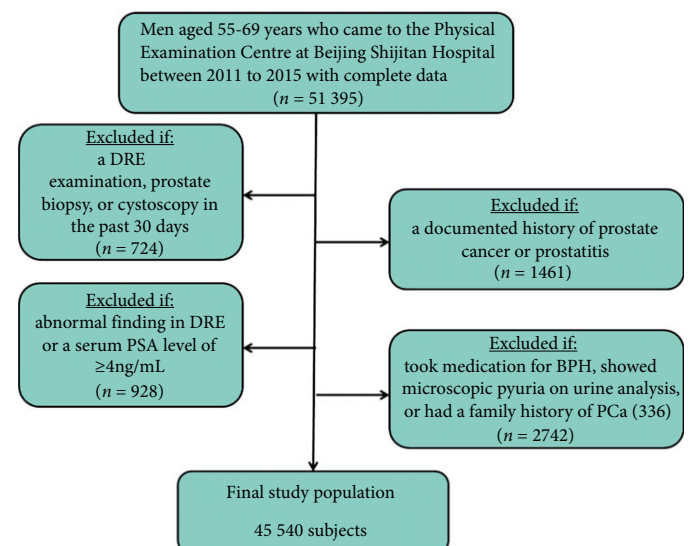 Men aged 55-69 years who came to the Physical
Examination Centre at Beijing Shijitan Hospital
between 2011 to 2015 with complete data
(n = 51 395)
Excluded if:
a DRE
examination, prostate
biopsy, or cystoscopy in
the past 30 days
(n = 724)
Excluded if:
a documented history of prostate
cancer or prostatitis
(n = 1461)
Excluded if:
abnormal finding in DRE
or a serum PSA level of
≥4ng/mL
(n = 928)
Excluded if:
took medication for BPH, showed
microscopic pyuria on urine analysis,
or had a family history of PCa (336)
(n = 2742)
Final study population
45 540 subjects